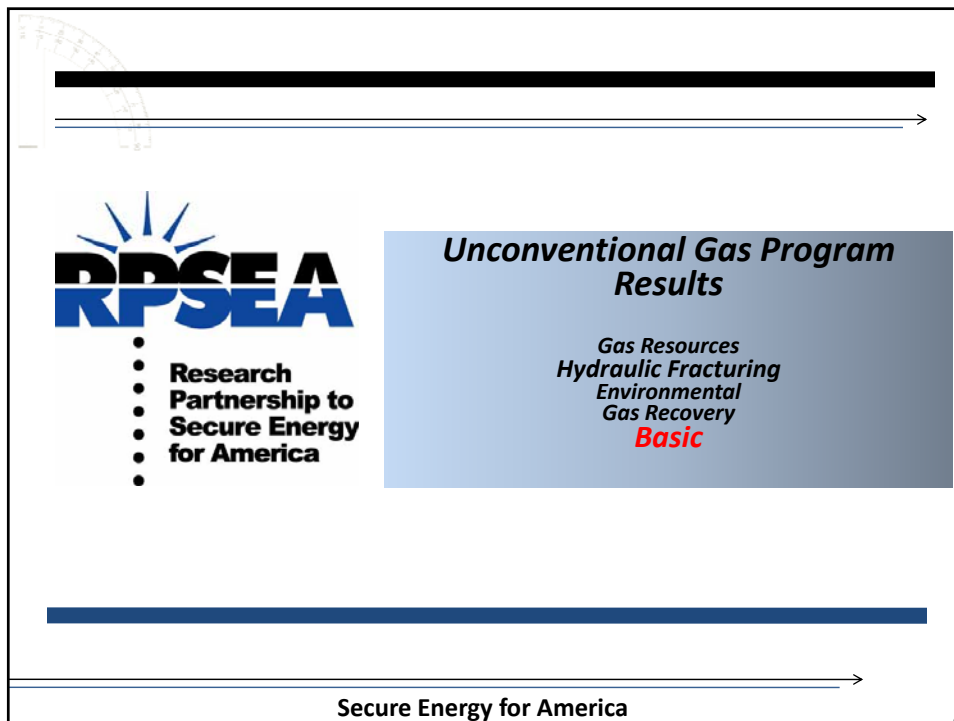 RPSEA
Research
Partnership to
Secure Energy
for America
Unconventional Gas Program
Results
Gas Resources
Hydraulic Fracturing
Environmental
Gas Recovery
Basic
Secure Energy for America